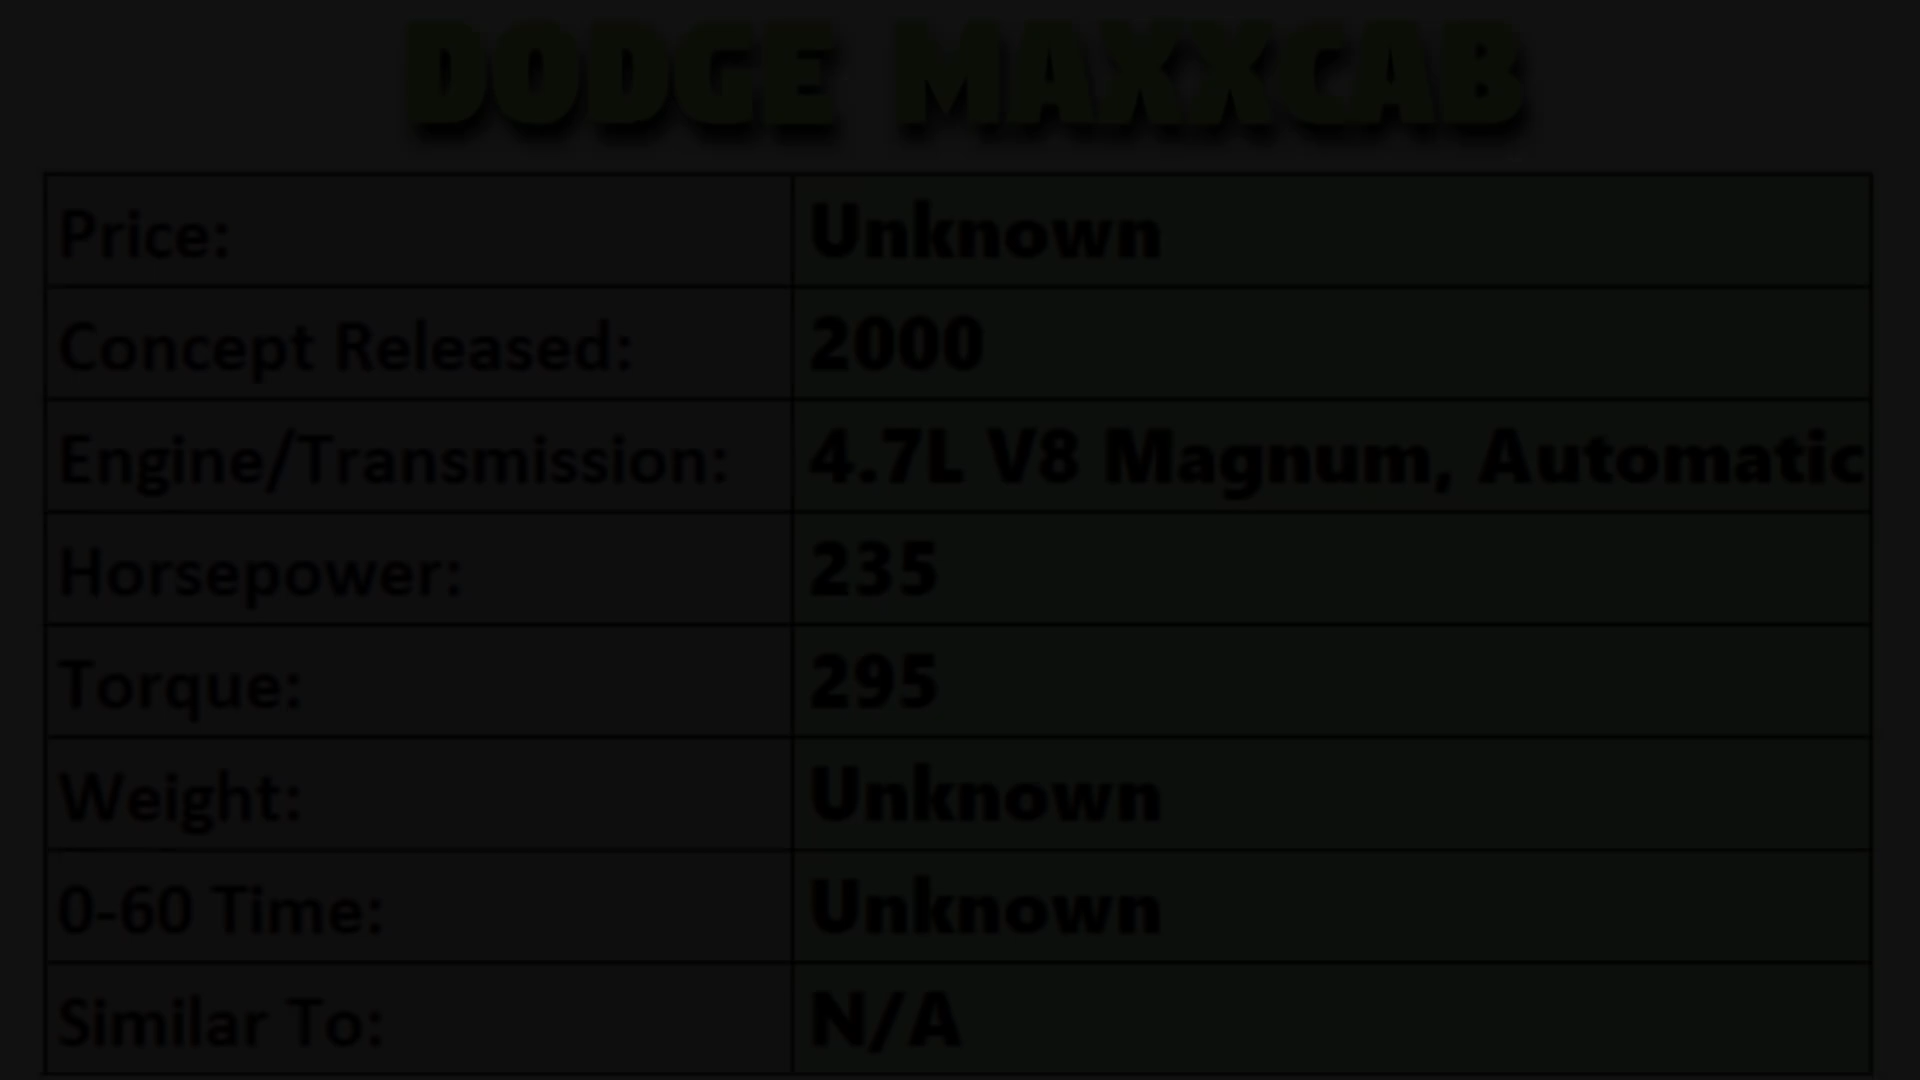 DODGE MAXXCAB
Price: Unknown
Concept Released: 2000
Engine/Transmission: 4.7L V8 Magnum, Automatic
Horsepower: 235
Torque: 295
Weight: Unknown
0-60 Time: Unknown
Similar To: N/A